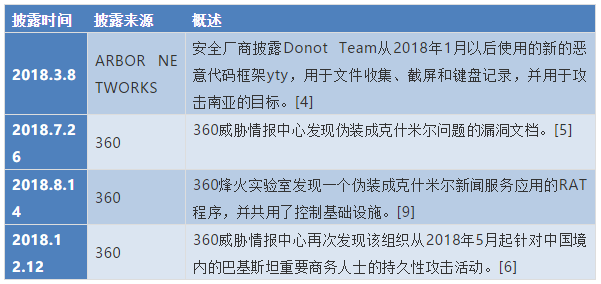 披露时间 披露来源 概述
2018.3.8
ARBOR NE
TWORKS
安全厂商披露Donot Team从2018年1月以后使用的新的恶
意代码框架yty，用于文件收集、截屏和键盘记录，并用于攻
击南亚的目标。[4]
2018.7.2
6
360
360威胁情报中心发现伪装成克什米尔问题的漏洞文档。[5]
2018.8.1
4
360
360烽火实验室发现一个伪装成克什米尔新闻服务应用的RAT
程序，并共用了控制基础设施。[9]
2018.1
2.12
360
360威胁情报中心再次发现该组织从2018年5月起针对中国境
内的巴基斯坦重要商务人士的持久性攻击活动。[6]